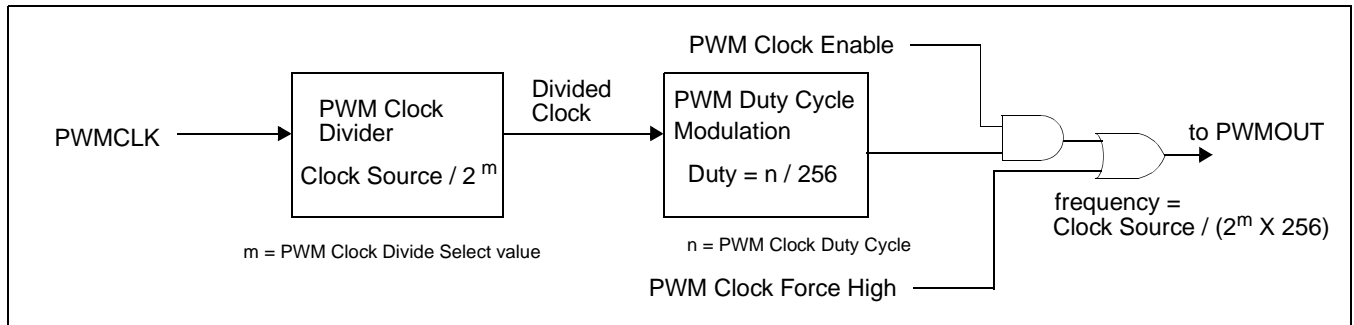 PWM Clock Enable
PWMCLK
PWM Clock
Divider
Clock Source / 2 m
Divided
Clock
PWM Duty Cycle
Modulation
Duty = n / 256
to PWMOUT
frequency =
Clock Source / (2m X 256)
m = PWM Clock Divide Select value
n = PWM Clock Duty Cycle
PWM Clock Force High